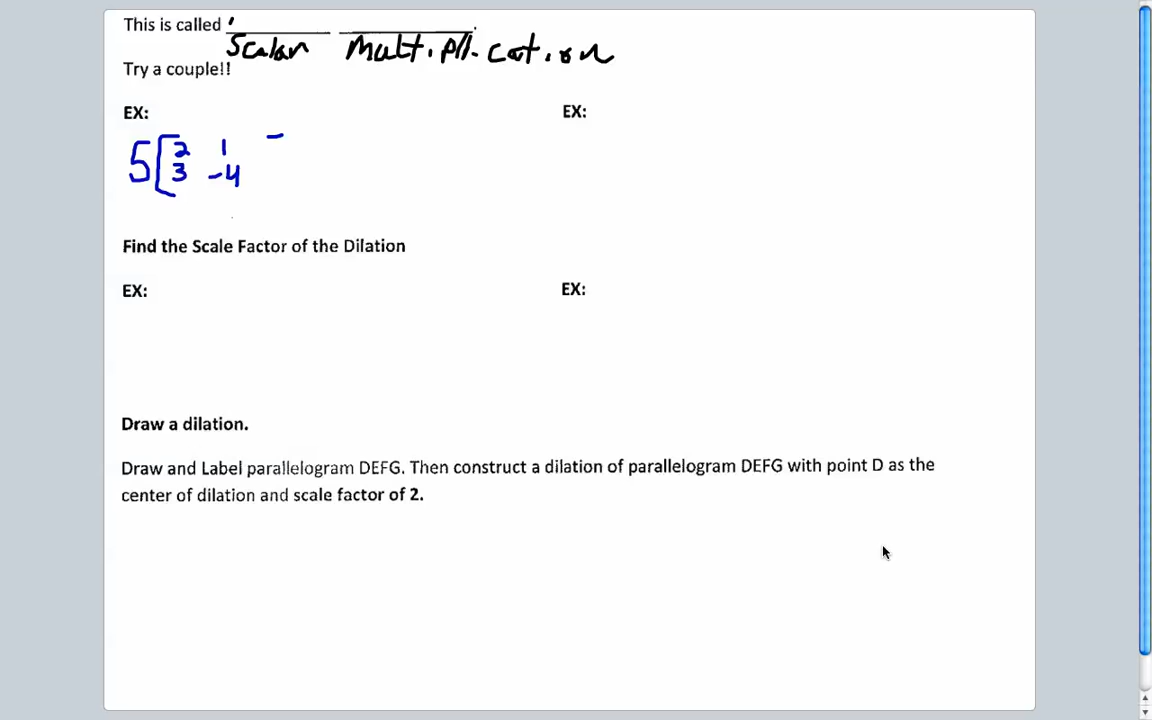 This is called
Scalar Multiplication
Try a couple!!
EX: EX:
5[2 1 -
3 -4
Find the Scale Factor of the Dilation
EX: EX:
Draw a dilation.
Draw and Label parallelogram DEFG. Then construct a dilation of parallelogram DEFG with point D as the
center of dilation and scale factor of 2.